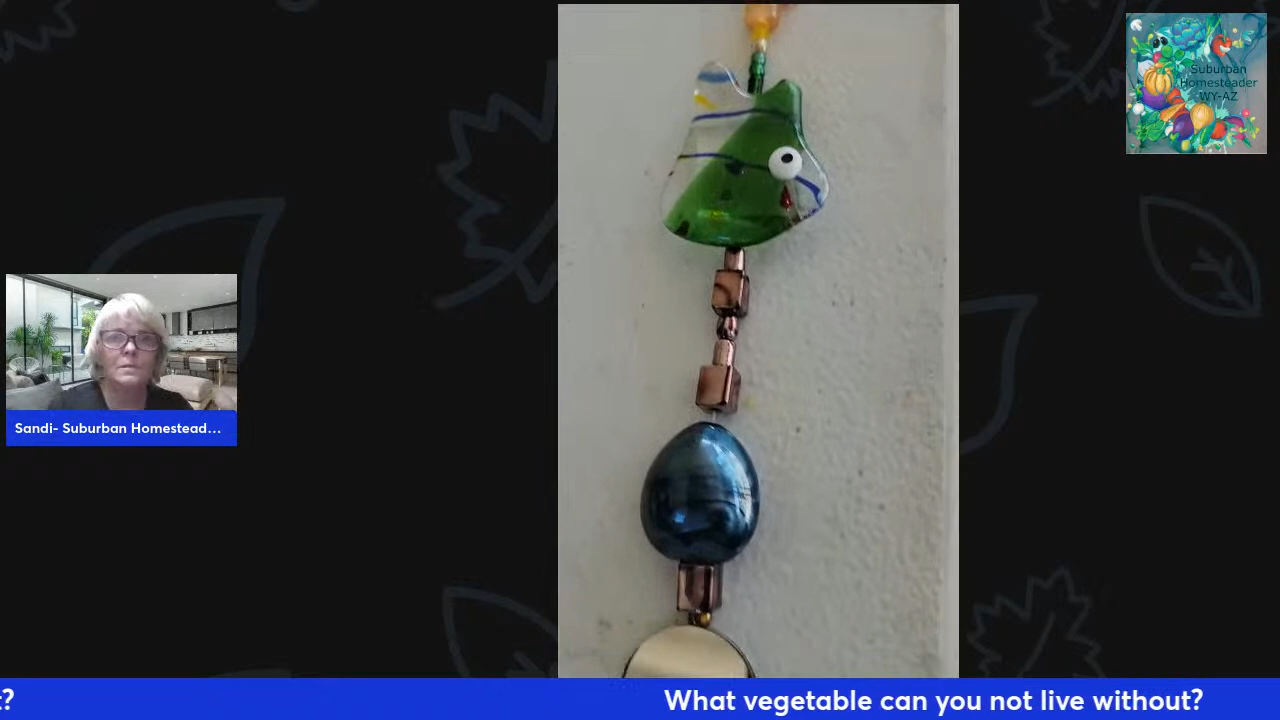 Suburban
Homesteader
WY-AZ
Sandi- Suburban Homestead...
t?
What vegetable can you not live without?